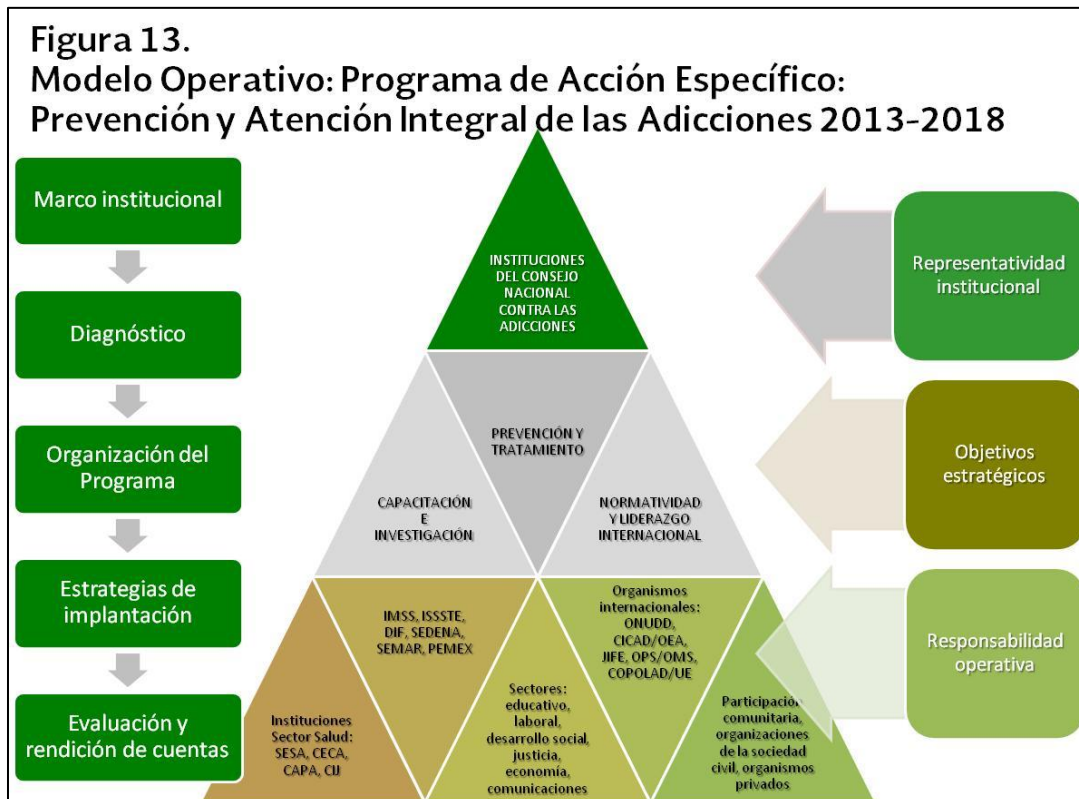 Figura 13.
Modelo Operativo: Programa de Acción Específico:
Prevención y Atención Integral de las Adicciones 2013-2018
Marco institucional
Diagnóstico
Organización del
Programa
Estrategias de
implantación
Evaluación y
rendición de cuentas
INSTITUCIONES
DEL CONSEJO
NACIONAL
CONTRA LAS
ADICCIONES
PREVENCIÓN Y
TRATAMIENTO
CAPACITACIÓN
E
INVESTIGACIÓN
NORMATIVIDAD
Y LIDERAZGO
INTERNACIONAL
Instituciones
Sector Salud:
SESA, CECA,
CAPA, CIJ
IMSS, ISSSTE,
DIF, SEDENA,
SEMAR, PEMEX
Sectores:
educativo,
laboral,
desarrollo social,
justicia,
economía,
comunicaciones
Organismos
internacionales:
ONUDD,
CICAD/OEA,
JIFE, OPS/OMS,
COPOLAD/UE
Participación
comunitaria,
organizaciones
de la sociedad
civil, organismos
privados
Representatividad
institucional
Objetivos
estratégicos
Responsabilidad
operativa